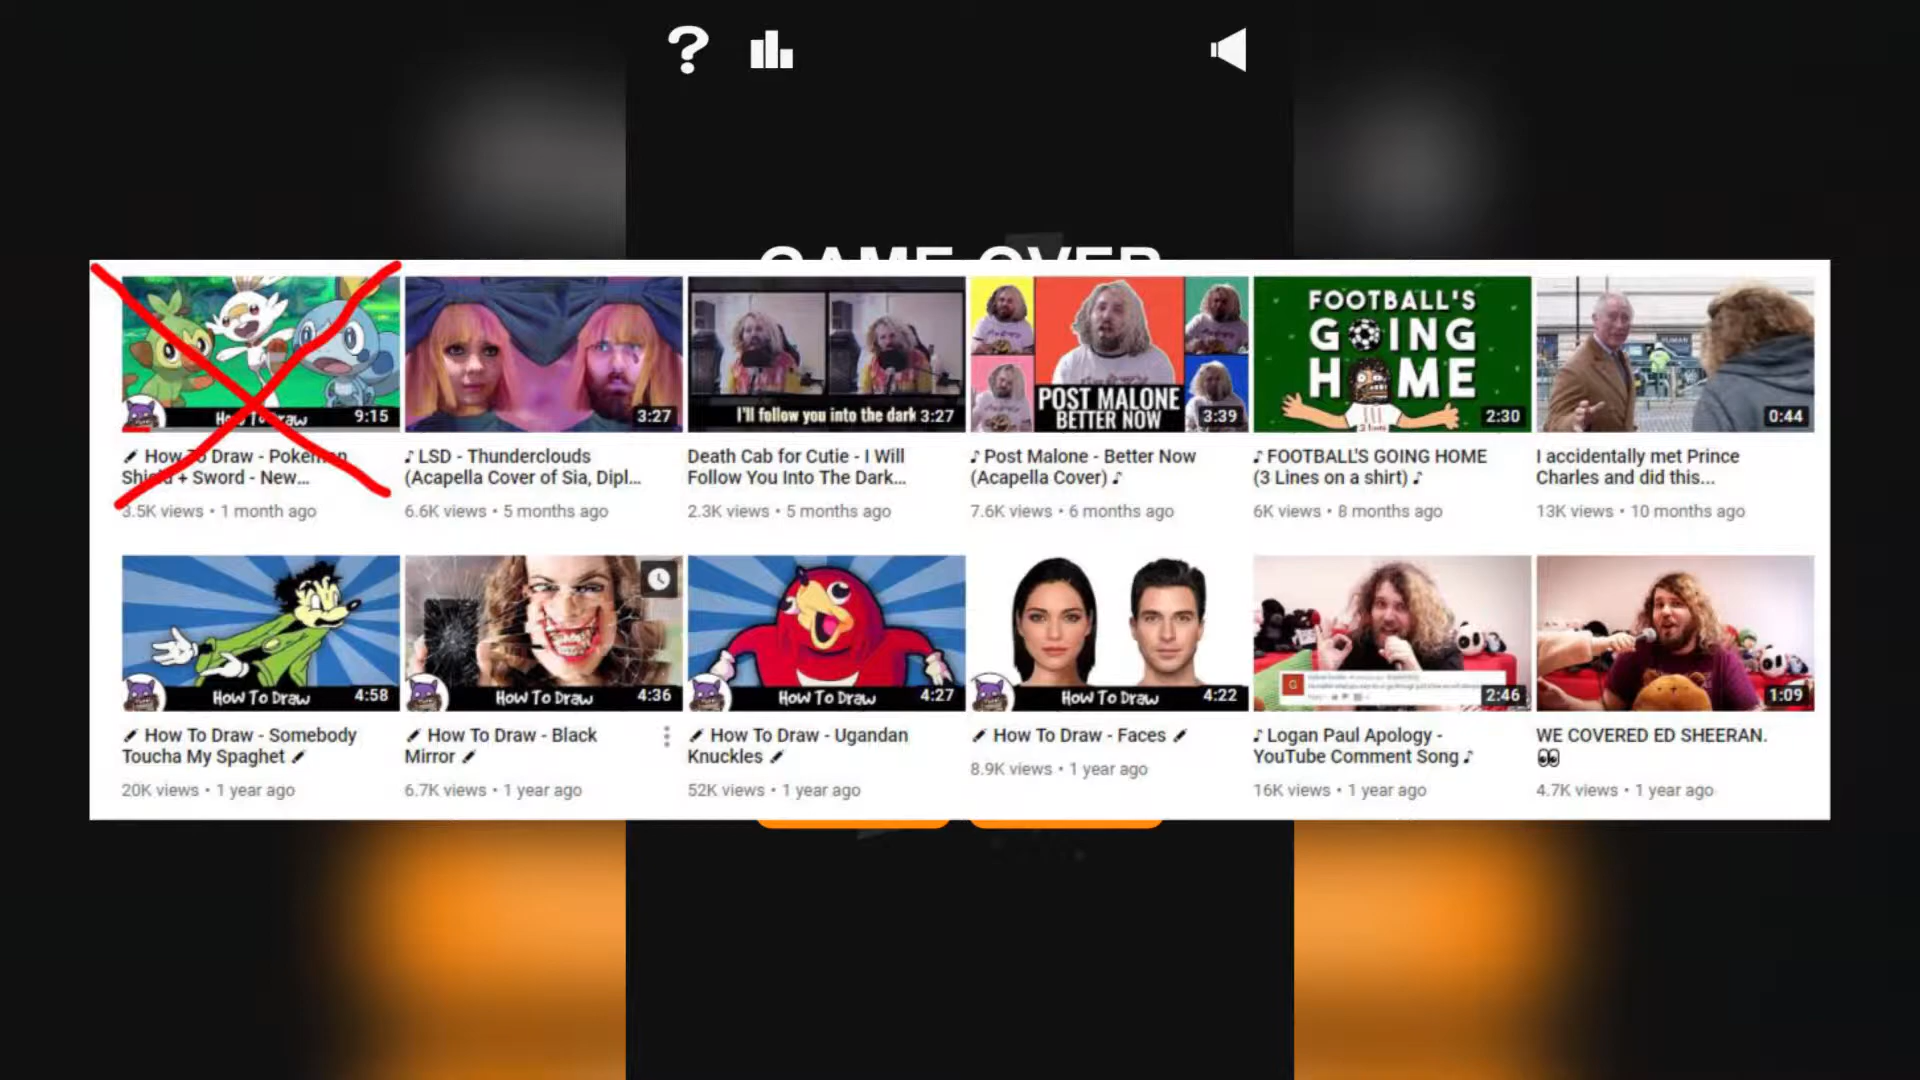 ?
GAME OVER
How To Draw 9:15
3:27
I'll follow you into the dark 3:27
POST MALONE
BETTER NOW
3:39
FOOTBALL'S
GOING
HOME
2:30
HUMAN
0:44
How To Draw - Pokemon
Shield + Sword - New...
3.5K views • 1 month ago
♪ LSD - Thunderclouds
(Acapella Cover of Sia, Dipl...
6.6K views • 5 months ago
Death Cab for Cutie - I Will
Follow You Into The Dark...
2.3K views • 5 months ago
♪ Post Malone - Better Now
(Acapella Cover) ♪
7.6K views • 6 months ago
♪ FOOTBALL'S GOING HOME
(3 Lines on a shirt) ♪
6K views • 8 months ago
I accidentally met Prince
Charles and did this...
13K views • 10 months ago
How To Draw 4:58
How To Draw 4:36
How To Draw 4:27
How To Draw 4:22
G
2:46
1:09
How To Draw - Somebody
Toucha My Spaghet
20K views • 1 year ago
How To Draw - Black
Mirror
6.7K views • 1 year ago
How To Draw - Ugandan
Knuckles
52K views • 1 year ago
How To Draw - Faces
8.9K views • 1 year ago
♪ Logan Paul Apology -
YouTube Comment Song ♪
16K views • 1 year ago
WE COVERED ED SHEERAN.
👀
4.7K views • 1 year ago